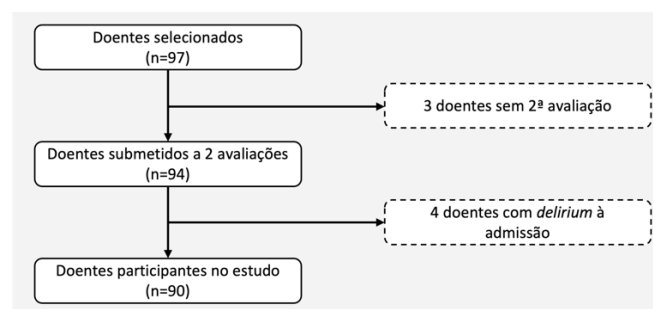 Doentes selecionados
(n=97)
3 doentes sem 2ª avaliação
Doentes submetidos a 2 avaliações
(n=94)
4 doentes com delirium à
admissão
Doentes participantes no estudo
(n=90)